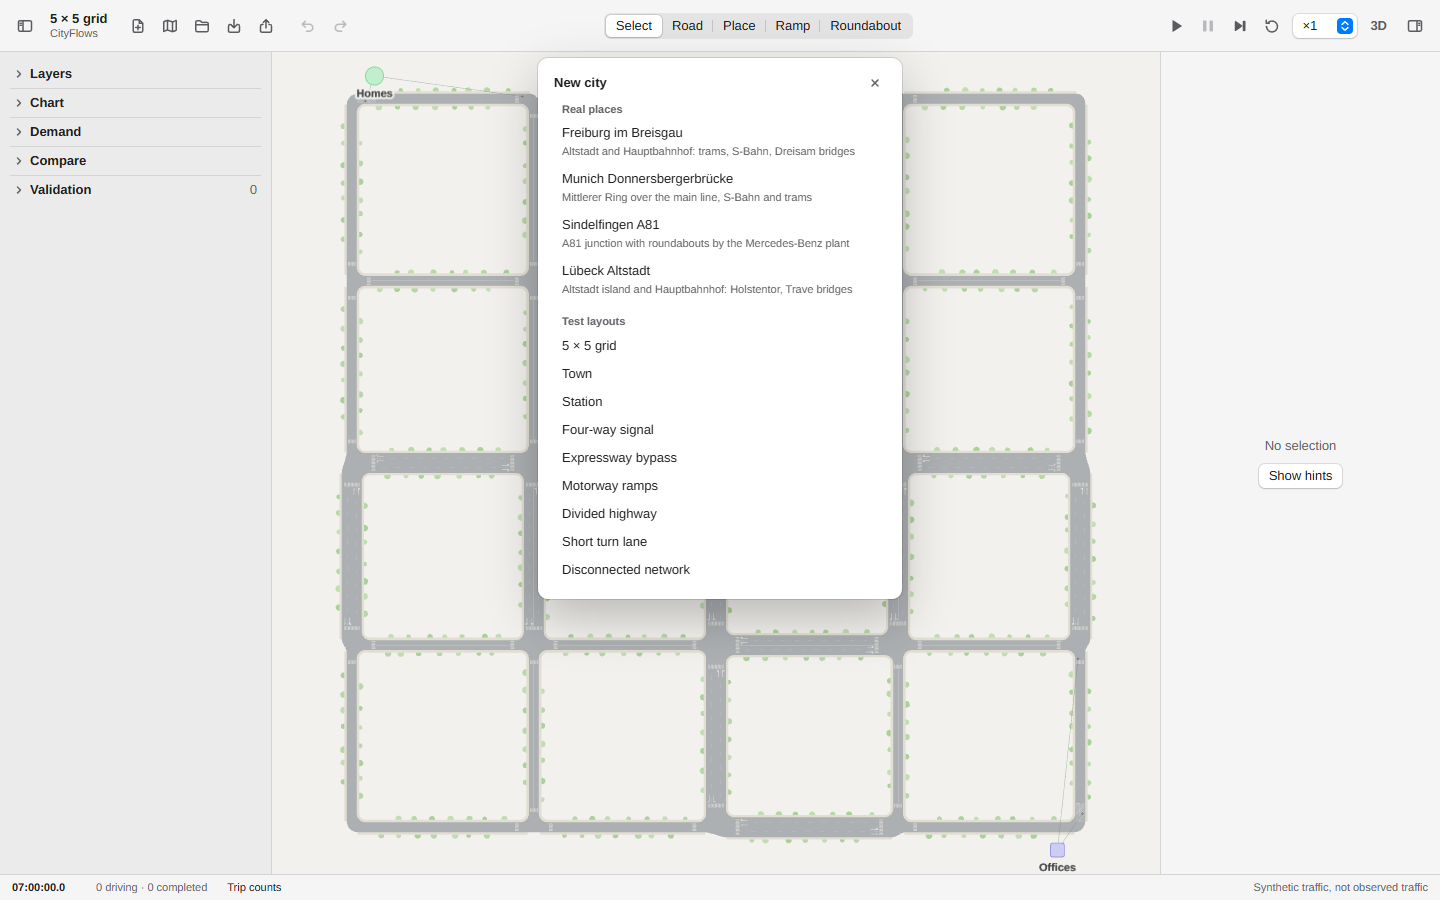 5 × 5 grid
CityFlows
Select
Road
Place
Ramp
Roundabout
×1
3D
Layers
Chart
Demand
Compare
Validation
0
Homes
New city
Real places
Freiburg im Breisgau
Altstadt and Hauptbahnhof: trams, S-Bahn, Dreisam bridges
Munich Donnersbergerbrücke
Mittlerer Ring over the main line, S-Bahn and trams
Sindelfingen A81
A81 junction with roundabouts by the Mercedes-Benz plant
Lübeck Altstadt
Altstadt island and Hauptbahnhof: Holstentor, Trave bridges
Test layouts
5 × 5 grid
Town
Station
Four-way signal
Expressway bypass
Motorway ramps
Divided highway
Short turn lane
Disconnected network
No selection
Show hints
Offices
07:00:00.0
0 driving · 0 completed
Trip counts
Synthetic traffic, not observed traffic